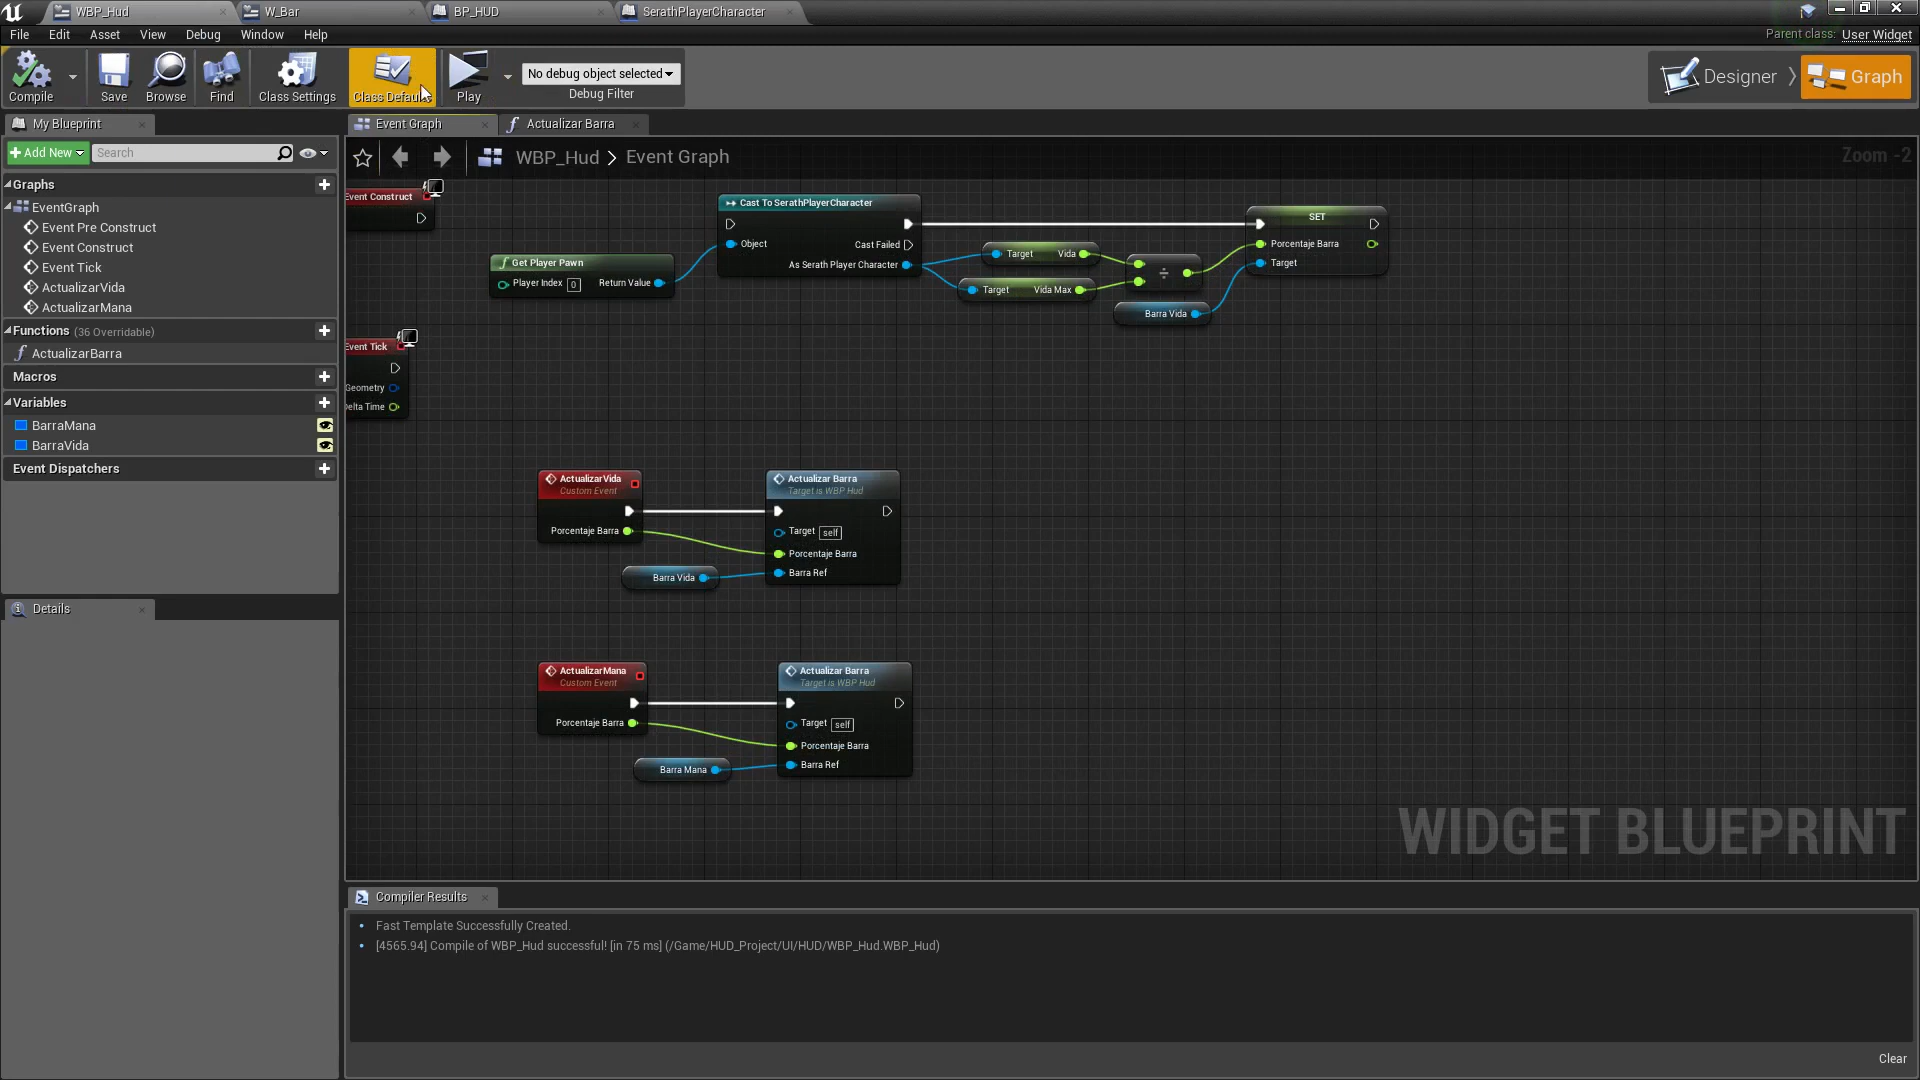 WBP_Hud
W_Bar
BP_HUD
SerathPlayerCharacter
File Edit Asset View Debug Window Help
Parent class: User Widget
Compile
Save
Browse
Find
Class Settings
Class Defaults
Play
No debug object selected
Debug Filter
Designer
Graph
My Blueprint
Event Graph
Actualizar Barra
Add New
Search
WBP_Hud > Event Graph
Zoom -2
Graphs
EventGraph
Event Pre Construct
Event Construct
Event Tick
ActualizarVida
ActualizarMana
Functions (36 Overridable)
ActualizarBarra
Macros
Variables
BarraMana
BarraVida
Event Dispatchers
Details
Event Construct
Get Player Pawn
Player Index 0
Return Value
Cast To SerathPlayerCharacter
Object
Cast Failed
As Serath Player Character
Target Vida
Target Vida Max
÷
Barra Vida
SET
Porcentaje Barra
Target
Event Tick
Geometry
Delta Time
ActualizarVida
Custom Event
Porcentaje Barra
Barra Vida
Actualizar Barra
Target is WBP Hud
Target self
Porcentaje Barra
Barra Ref
ActualizarMana
Custom Event
Porcentaje Barra
Barra Mana
Actualizar Barra
Target is WBP Hud
Target self
Porcentaje Barra
Barra Ref
WIDGET BLUEPRINT
Compiler Results
Fast Template Successfully Created.
[4565.94] Compile of WBP_Hud successful! [in 75 ms] (/Game/HUD_Project/UI/HUD/WBP_Hud.WBP_Hud)
Clear